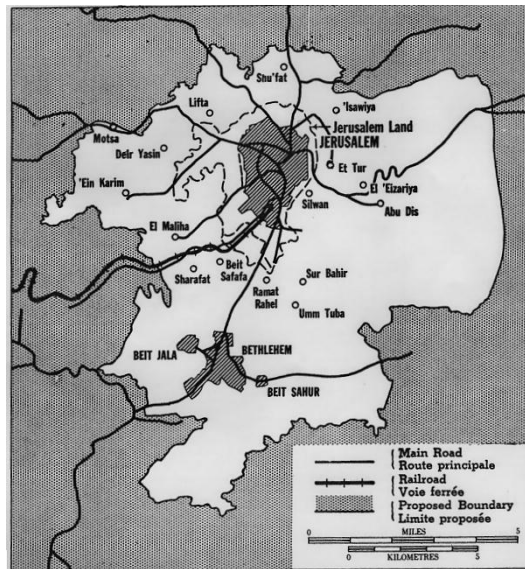 Shu'fat
Lifta
'Isawiya
Motsa
Deir Yasin
Jerusalem Land
JERUSALEM
Et Tur
'Ein Karim
El 'Eizariya
Silwan
Abu Dis
El Maliha
Sharafat
Beit
Safafa
Ramat
Rahel
Sur Bahir
Umm Tuba
BEIT JALA
BETHLEHEM
BEIT SAHUR
Main Road
Route principale
Railroad
Voie ferrée
Proposed Boundary
Limite proposée
MILES
0 5
0 5
KILOMETRES